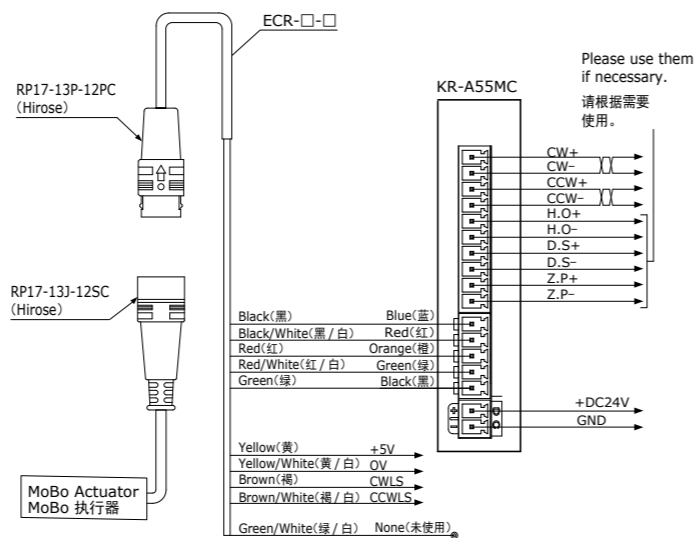 ECR-□-□
RP17-13P-12PC
(Hirose)
KR-A55MC
Please use them
if necessary.
请根据需要
使用。
CW+
CW-
CCW+
CCW-
H.O+
H.O-
D.S+
D.S-
Z.P+
Z.P-
RP17-13J-12SC
(Hirose)
Black(黑) Blue(蓝)
Black/White(黑/白) Red(红)
Red(红) Orange(橙)
Red/White(红/白) Green(绿)
Green(绿) Black(黑)
+DC24V
GND
Yellow(黄) +5V
Yellow/White(黄/白) OV
Brown(褐) CWLS
Brown/White(褐/白) CCWLS
Green/White(绿/白) None(未使用)
MoBo Actuator
MoBo 执行器